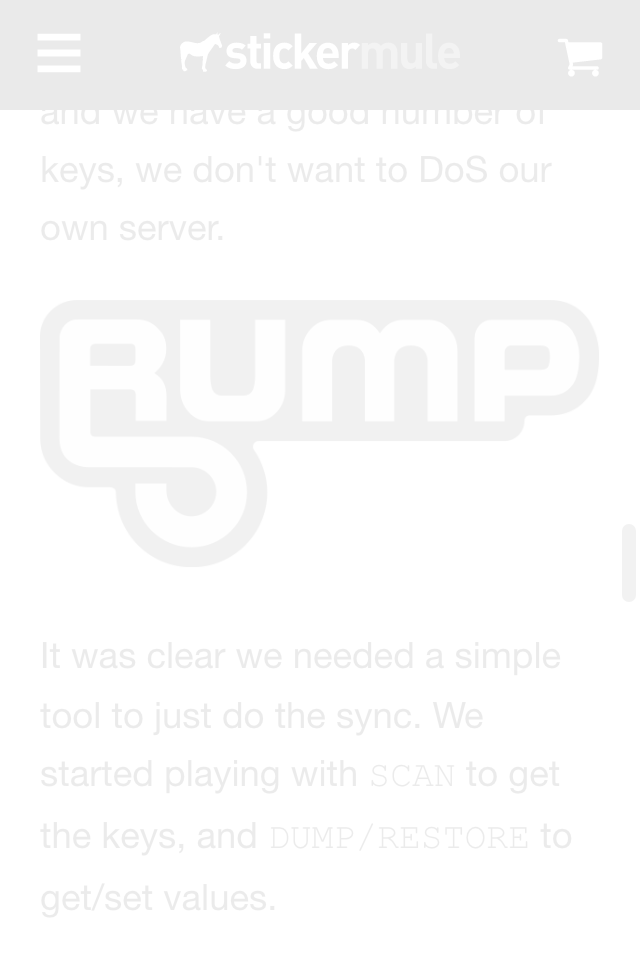 stickermule
and we have a good number of
keys, we don't want to DoS our
own server.
RUMP
It was clear we needed a simple
tool to just do the sync. We
started playing with SCAN to get
the keys, and DUMP/RESTORE to
get/set values.